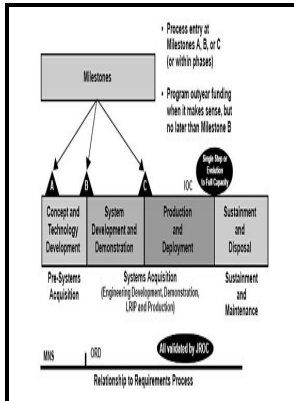 • Process entry at
Milestones A, B, or C
(or within phases)
• Program outyear funding
when it makes sense, but
no later than Milestone B
Milestones
A
B
C
IOC
Single Step or
Evolution
to Full Capacity
Concept and
Technology
Development
System
Development and
Demonstration
Production
and
Deployment
Sustainment
and
Disposal
Pre-Systems
Acquisition
Systems Acquisition
(Engineering Development, Demonstration,
LRIP and Production)
Sustainment
and
Maintenance
All validated by JROC
MNS
ORD
Relationship to Requirements Process